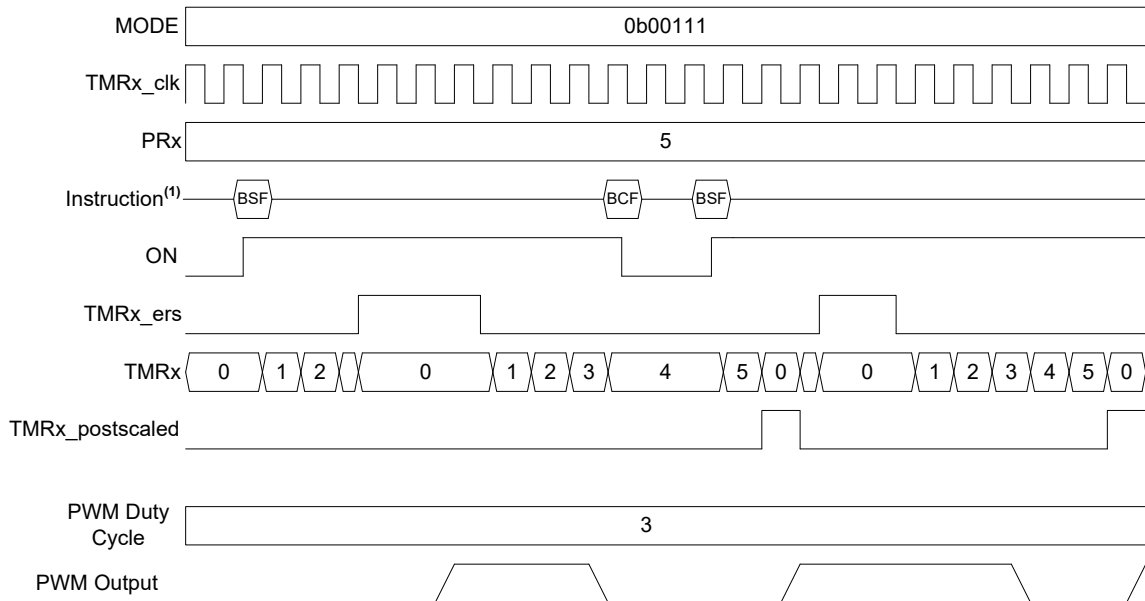 MODE 0b00111
TMRx_clk
PRx 5
Instruction(1) BSF BCF BSF
ON
TMRx_ers
TMRx 0 1 2 0 1 2 3 4 5 0 0 1 2 3 4 5 0
TMRx_postscaled
PWM Duty
Cycle 3
PWM Output